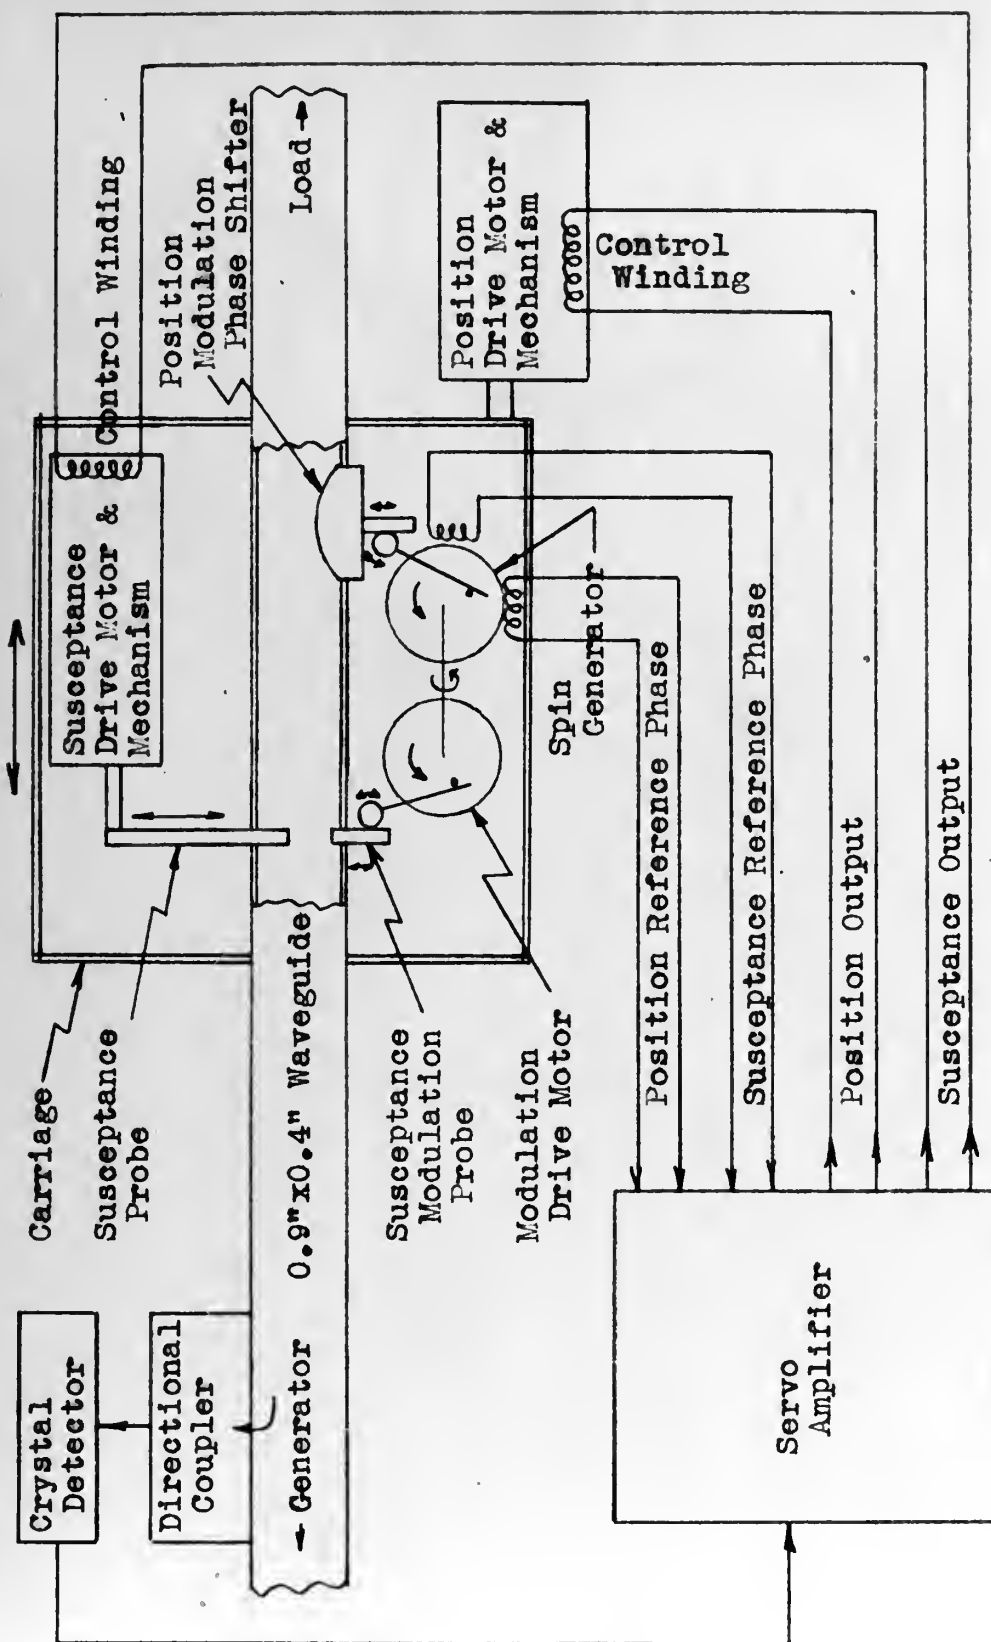 Crystal
Detector
Directional
Coupler
← Generator
0.9"x0.4" Waveguide
Load →
Carriage
Susceptance
Probe
Susceptance
Drive Motor &
Mechanism
Control Winding
Position
Modulation
Phase Shifter
Position
Drive Motor &
Mechanism
Control
Winding
Susceptance
Modulation
Probe
Modulation
Drive Motor
Spin
Generator
Position Reference Phase
Susceptance Reference Phase
Position Output
Susceptance Output
Servo
Amplifier